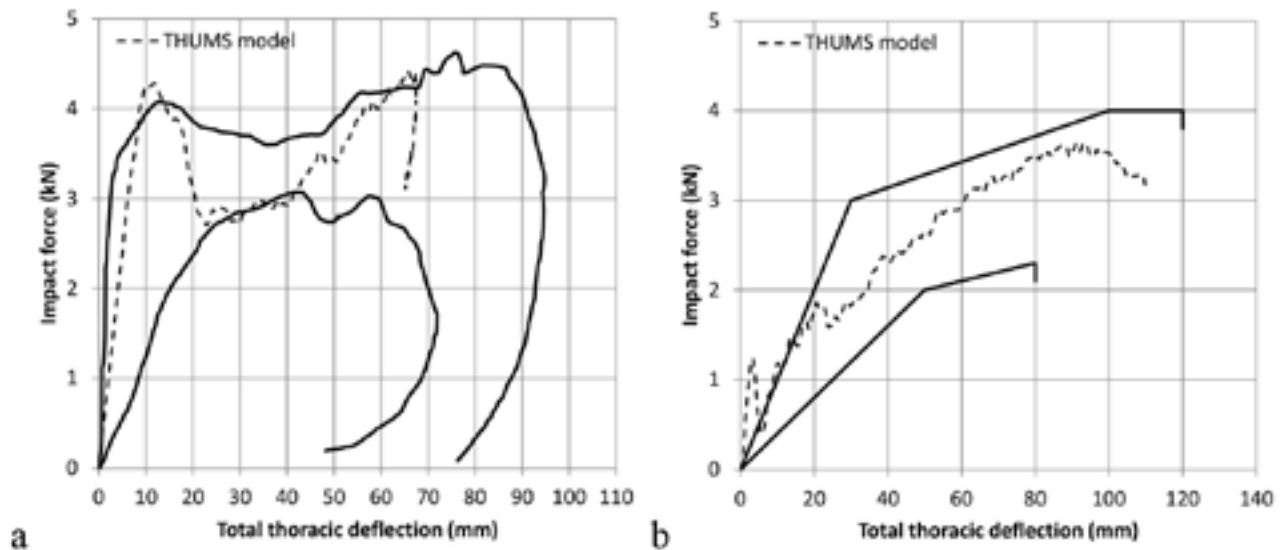 5
4
3
2
1
0
Impact force (kN)
THUMS model
0 10 20 30 40 50 60 70 80 90 100 110
Total thoracic deflection (mm)
a
5
4
3
2
1
0
Impact force (kN)
THUMS model
0 20 40 60 80 100 120 140
Total thoracic deflection (mm)
b